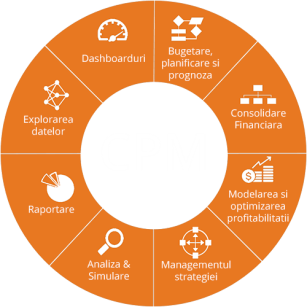 Dashboarduri
Bugetare,
planificare si
prognoza
Consolidare
Financiara
Modelarea si
optimizarea
profitabilitatii
Managementul
strategiei
Analiza &
Simulare
Raportare
Explorarea
datelor